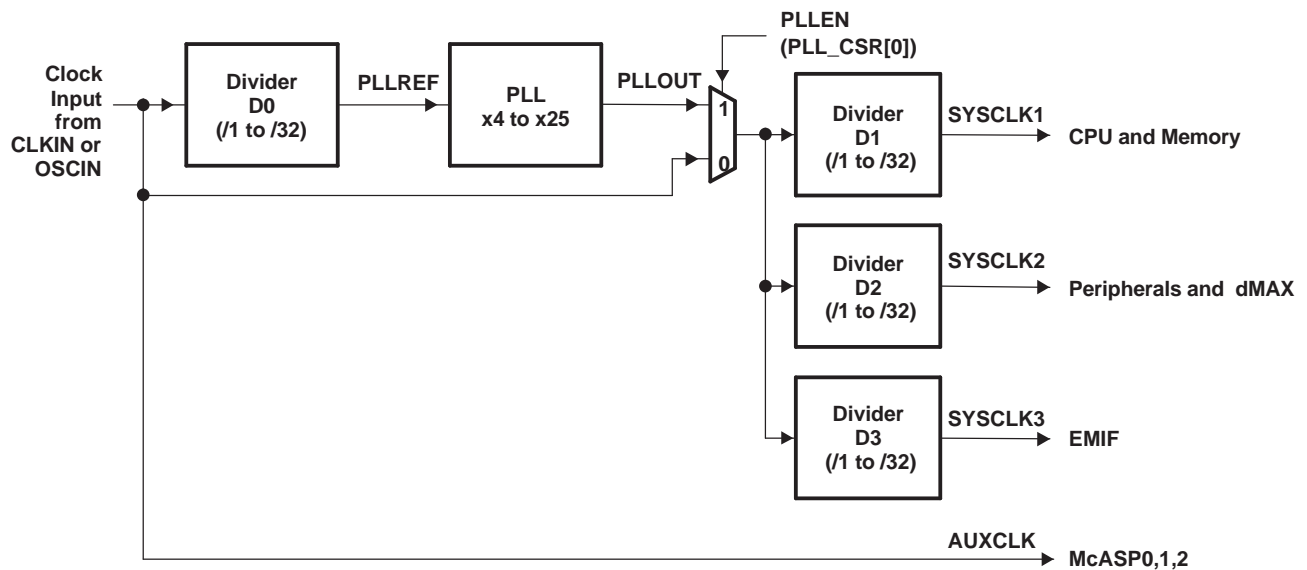 Clock
Input
from
CLKIN or
OSCIN
Divider
D0
(/1 to /32)
PLLREF
PLL
x4 to x25
PLLOUT
PLLEN
(PLL_CSR[0])
1
0
Divider
D1
(/1 to /32)
SYSCLK1
CPU and Memory
Divider
D2
(/1 to /32)
SYSCLK2
Peripherals and dMAX
Divider
D3
(/1 to /32)
SYSCLK3
EMIF
AUXCLK
McASP0,1,2